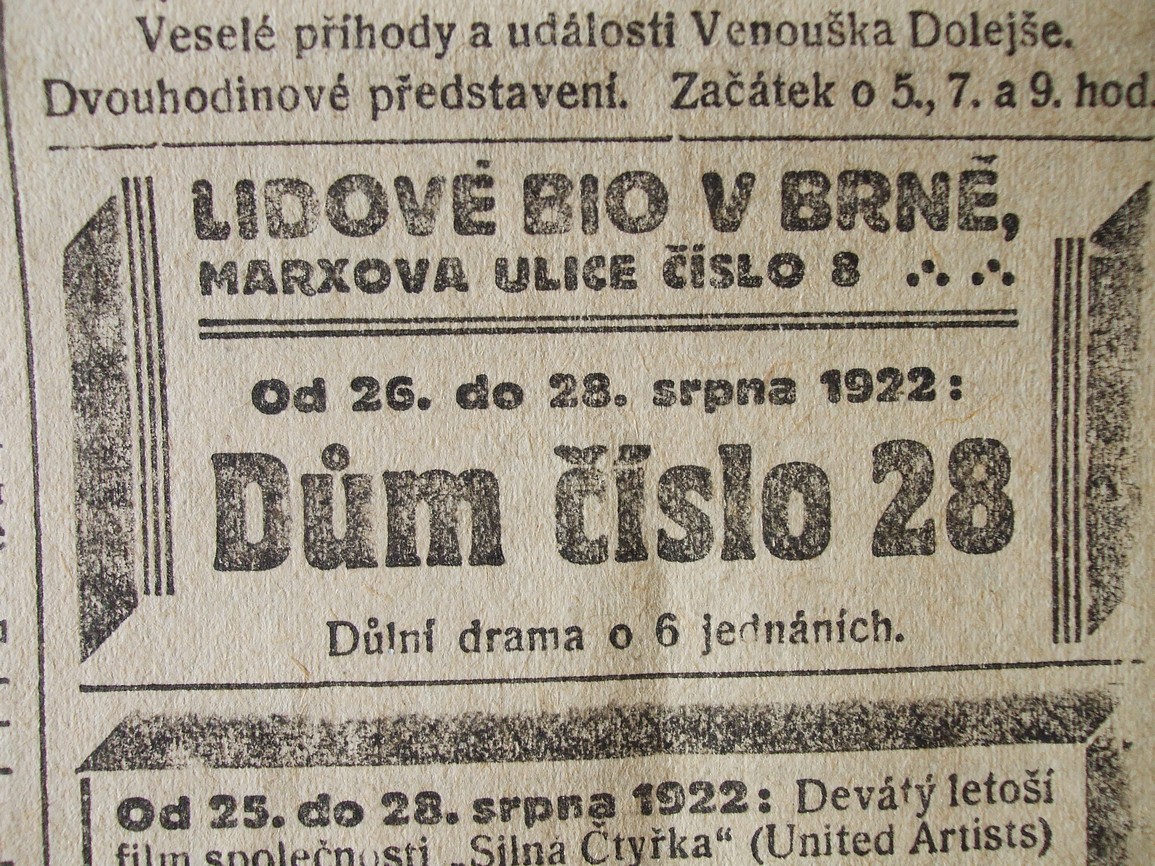 Veselé příhody a události Venouška Dolejše.
Dvouhodinové představení. Začátek o 5., 7. a 9. hod.
LIDOVÉ BIO V BRNĚ,
MARXOVA ULICE ČÍSLO 8
Od 26. do 28. srpna 1922:
Dům číslo 28
Důlní drama o 6 jednáních.
Od 25. do 28. srpna 1922: Devátý letoší
film společnosti „Silná Čtyřka“ (United Artists)